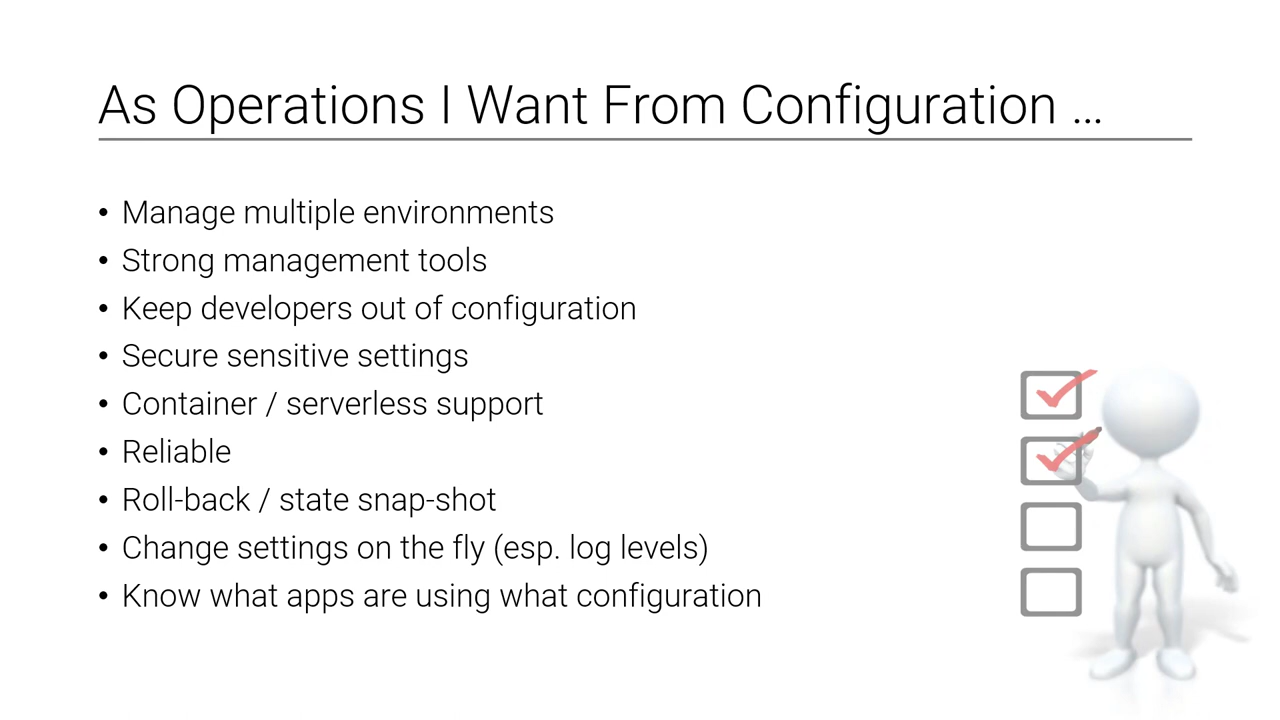 As Operations I Want From Configuration ...
• Manage multiple environments
• Strong management tools
• Keep developers out of configuration
• Secure sensitive settings
• Container / serverless support
• Reliable
• Roll-back / state snap-shot
• Change settings on the fly (esp. log levels)
• Know what apps are using what configuration